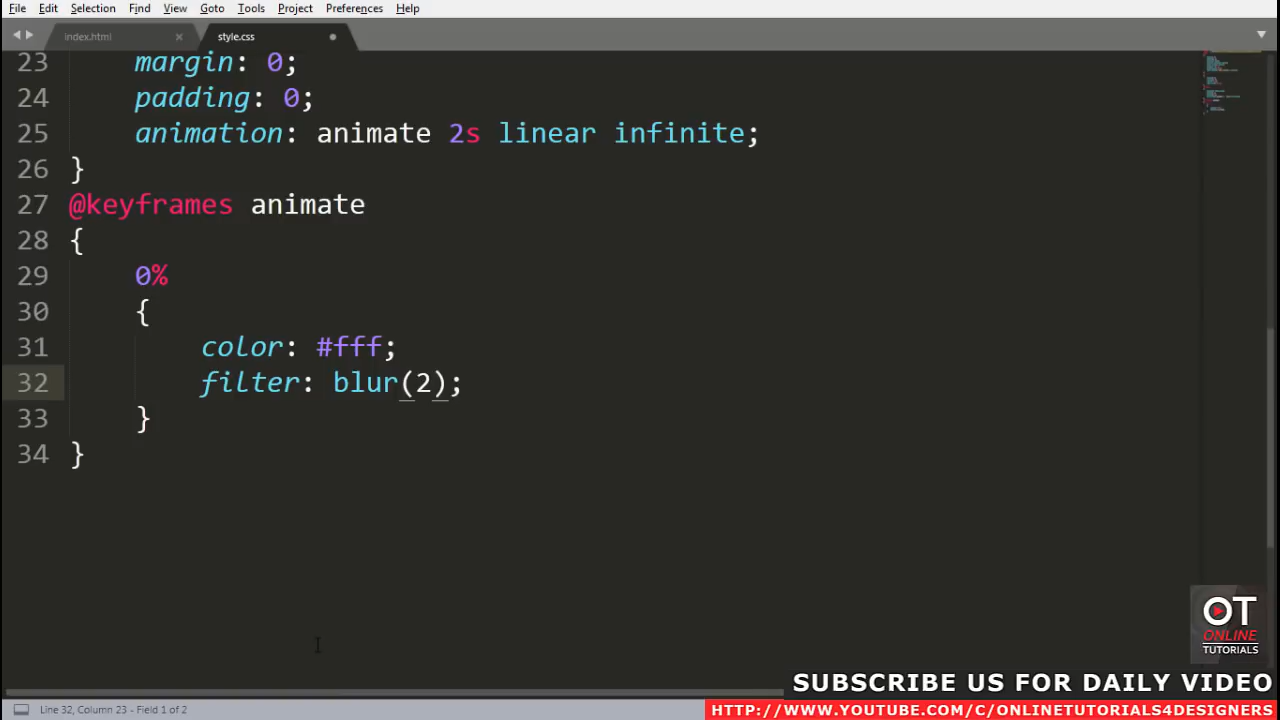 File Edit Selection Find View Goto Tools Project Preferences Help
index.html × style.css
23 margin: 0;
24 padding: 0;
25 animation: animate 2s linear infinite;
26 }
27 @keyframes animate
28 {
29 0%
30 {
31 color: #fff;
32 filter: blur(2);
33 }
34 }
OT
ONLINE
TUTORIALS
SUBSCRIBE US FOR DAILY VIDEO
HTTP://WWW.YOUTUBE.COM/C/ONLINETUTORIALS4DESIGNERS
Line 32, Column 23 - Field 1 of 2